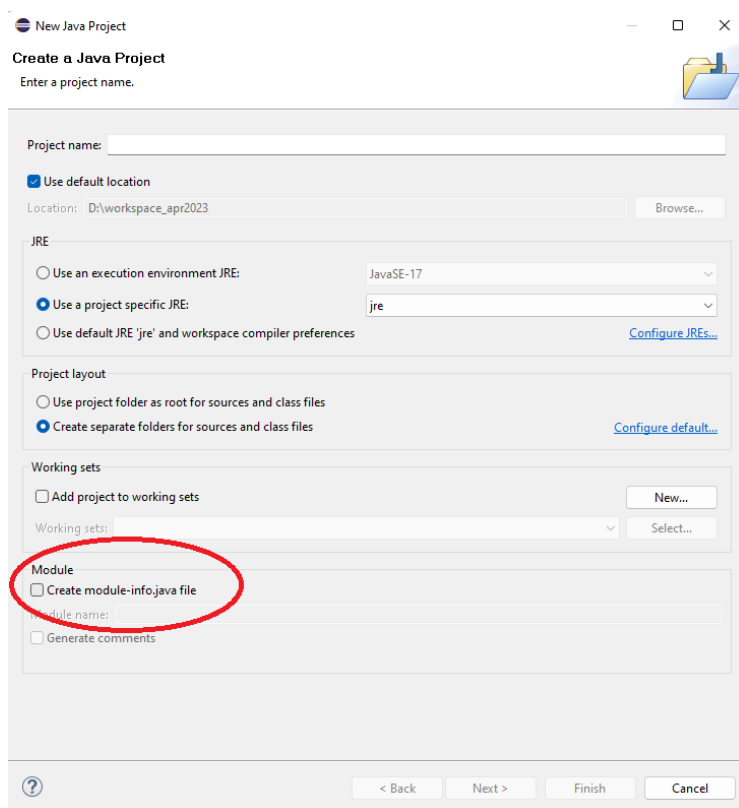 New Java Project
Create a Java Project
Enter a project name.
Project name:
Use default location
Location: D:\workspace_apr2023 Browse...
JRE
Use an execution environment JRE: JavaSE-17
Use a project specific JRE: jre
Use default JRE 'jre' and workspace compiler preferences Configure JREs...
Project layout
Use project folder as root for sources and class files
Create separate folders for sources and class files Configure default...
Working sets
Add project to working sets New...
Working sets: Select...
Module
Create module-info.java file
Module name:
Generate comments
? < Back Next > Finish Cancel